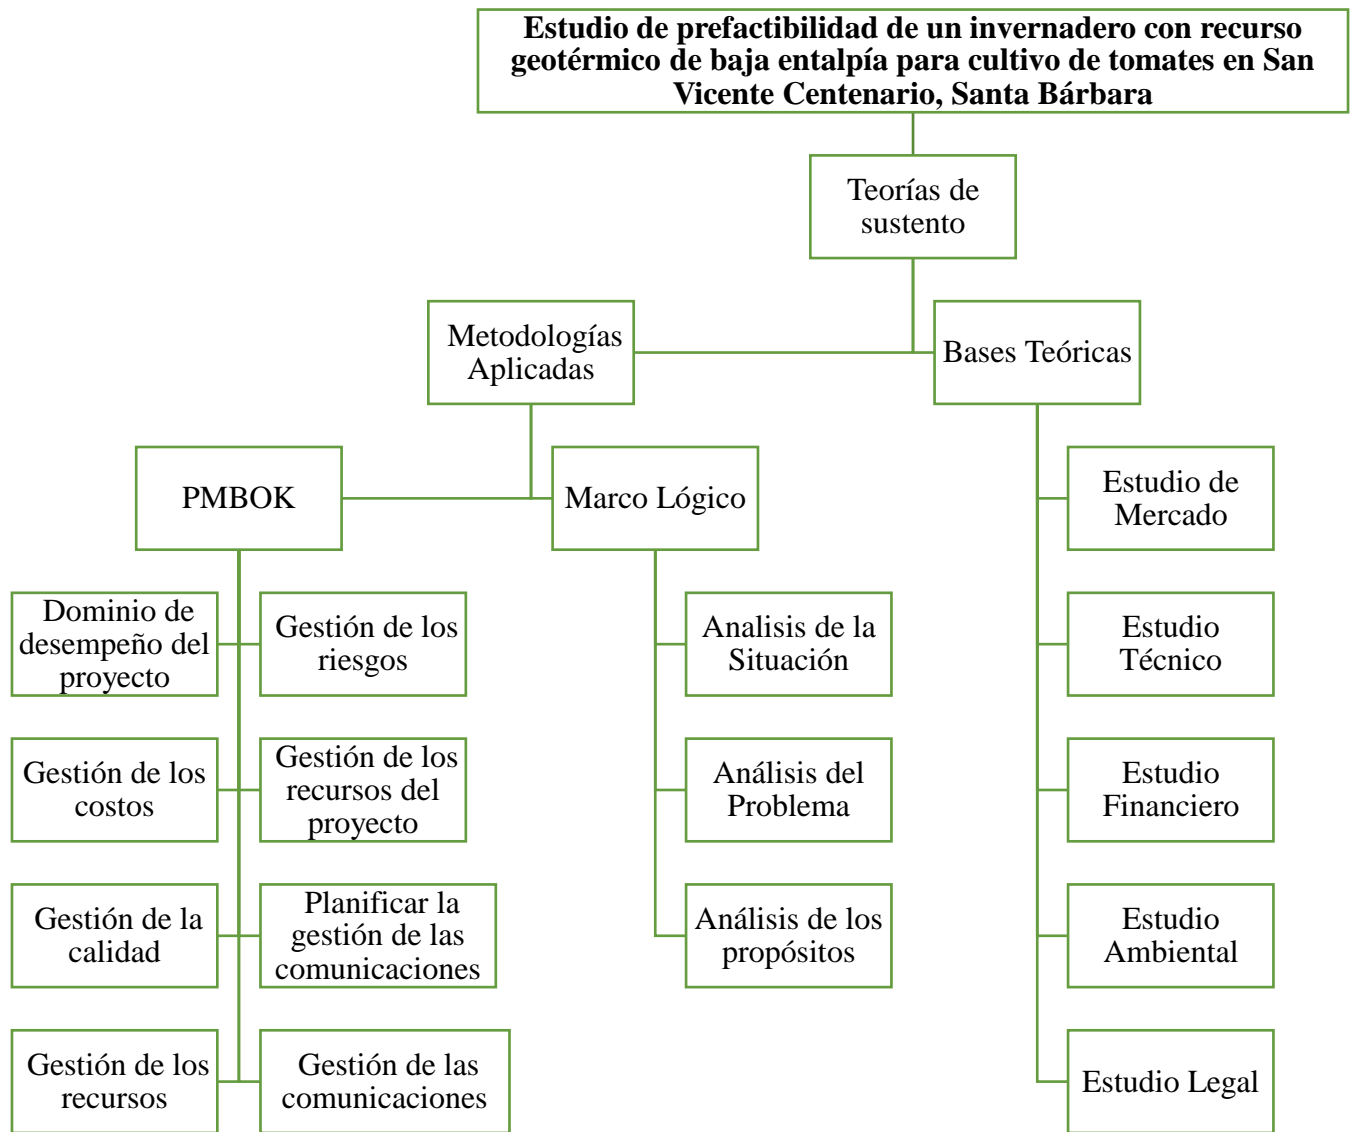 Estudio de prefactibilidad de un invernadero con recurso
geotérmico de baja entalpía para cultivo de tomates en San
Vicente Centenario, Santa Bárbara
Teorías de
sustento
Metodologías
Aplicadas
Bases Teóricas
PMBOK
Marco Lógico
Estudio de
Mercado
Dominio de
desempeño del
proyecto
Gestión de los
riesgos
Analisis de la
Situación
Estudio
Técnico
Gestión de los
costos
Gestión de los
recursos del
proyecto
Análisis del
Problema
Estudio
Financiero
Gestión de la
calidad
Planificar la
gestión de las
comunicaciones
Análisis de los
propósitos
Estudio
Ambiental
Gestión de los
recursos
Gestión de las
comunicaciones
Estudio Legal